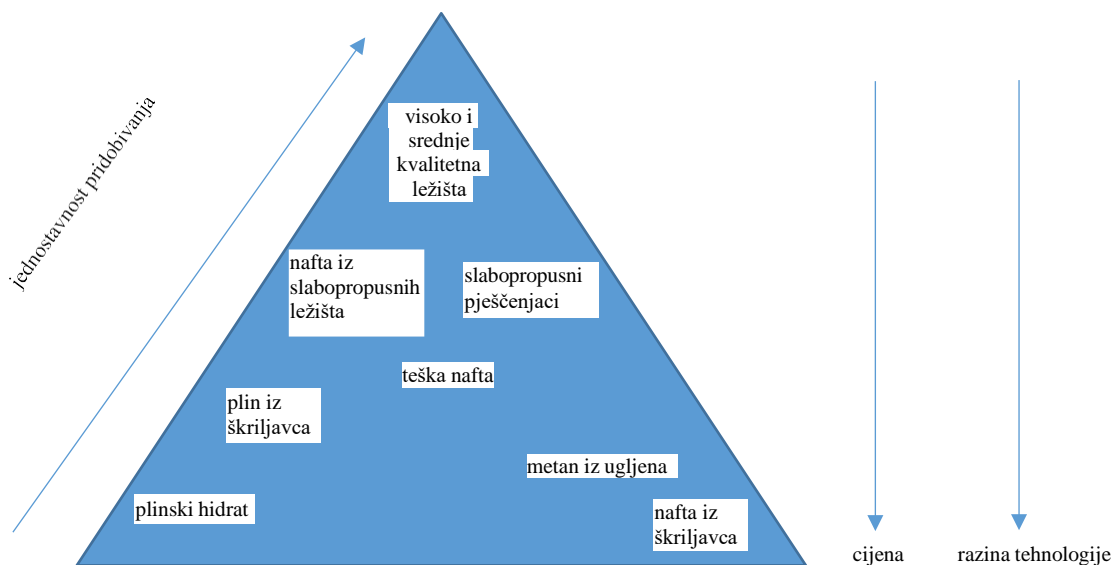 jednostavnost pridobivanja
visoko i
srednje
kvalitetna
ležišta
nafta iz
slabopropusnih
ležišta
slabopropusni
pješčenjaci
teška nafta
plin iz
škriljavca
metan iz ugljena
plinski hidrat
nafta iz
škriljavca
cijena
razina tehnologije